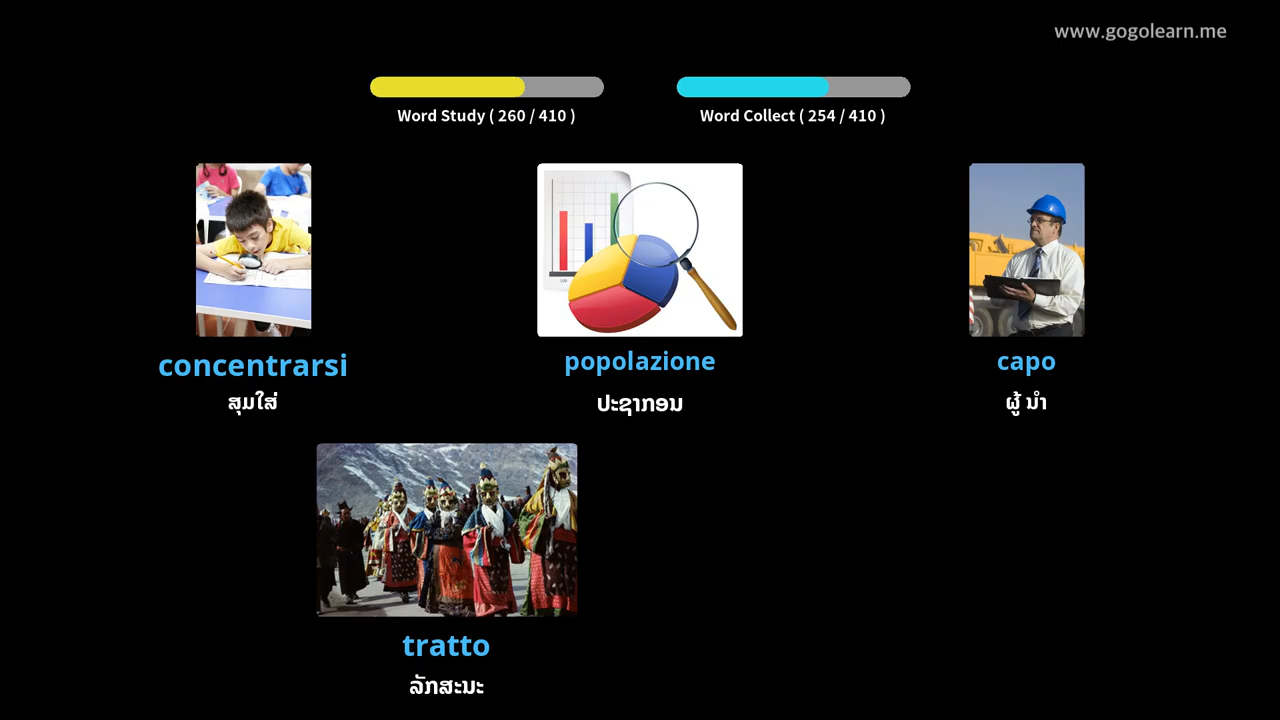 www.gogolearn.me
Word Study ( 260 / 410 )
Word Collect ( 254 / 410 )
concentrarsi
ສຸມໃສ່
popolazione
ປະຊາກອນ
capo
ຜູ້ ນຳ
tratto
ລັກສະນະ